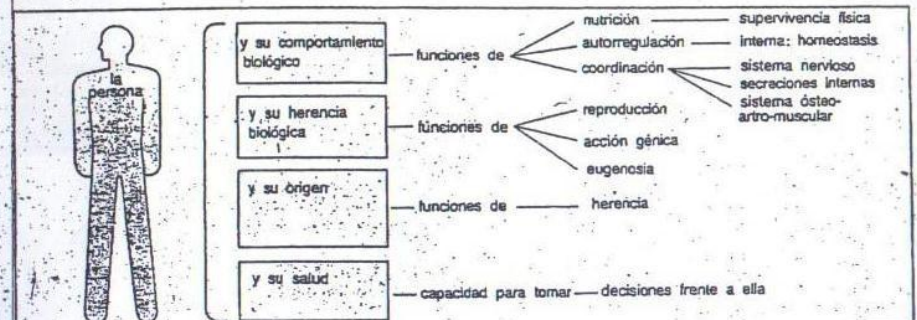 la
persona
y su comportamiento
biológico
funciones de
nutrición
supervivencia física
autorregulación
interna: homeostasis
coordinación
sistema nervioso
secreciones internas
sistema ósteo-
artro-muscular
y su herencia
biológica
funciones de
reproducción
acción génica
eugenosia
y su origen
funciones de
herencia
y su salud
capacidad para tomar
decisiones frente a ella